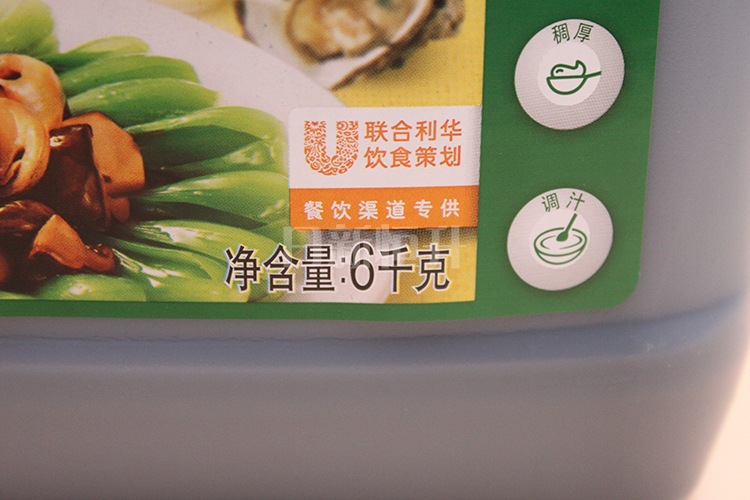 稠厚
联合利华
饮食策划
餐饮渠道专供
调汁
净含量:6千克